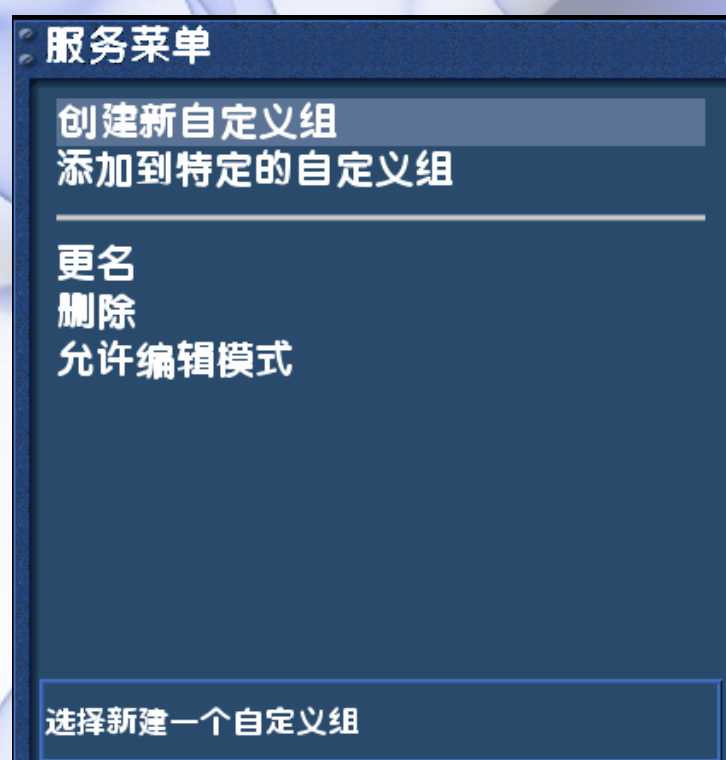 服务菜单
创建新自定义组
添加到特定的自定义组
更名
删除
允许编辑模式
选择新建一个自定义组